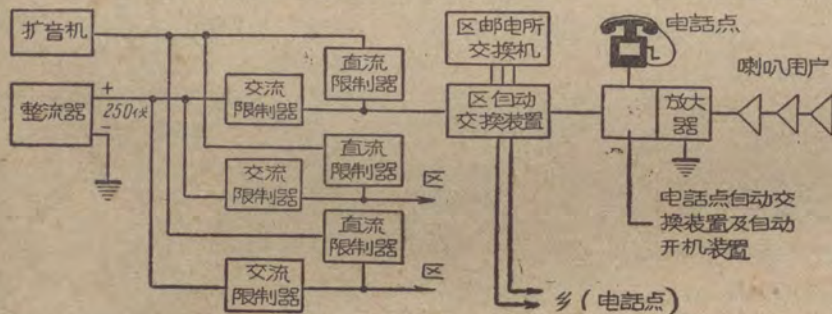 扩音机
整流器
+
250伏
−
交流
限制器
直流
限制器
交流
限制器
直流
限制器
区
交流
限制器
直流
限制器
区
区邮电所
交换机
区自动
交换装置
乡（电話点）
电話点
放大
器
喇叭用户
电話点自动交
换装置及自动
开机装置